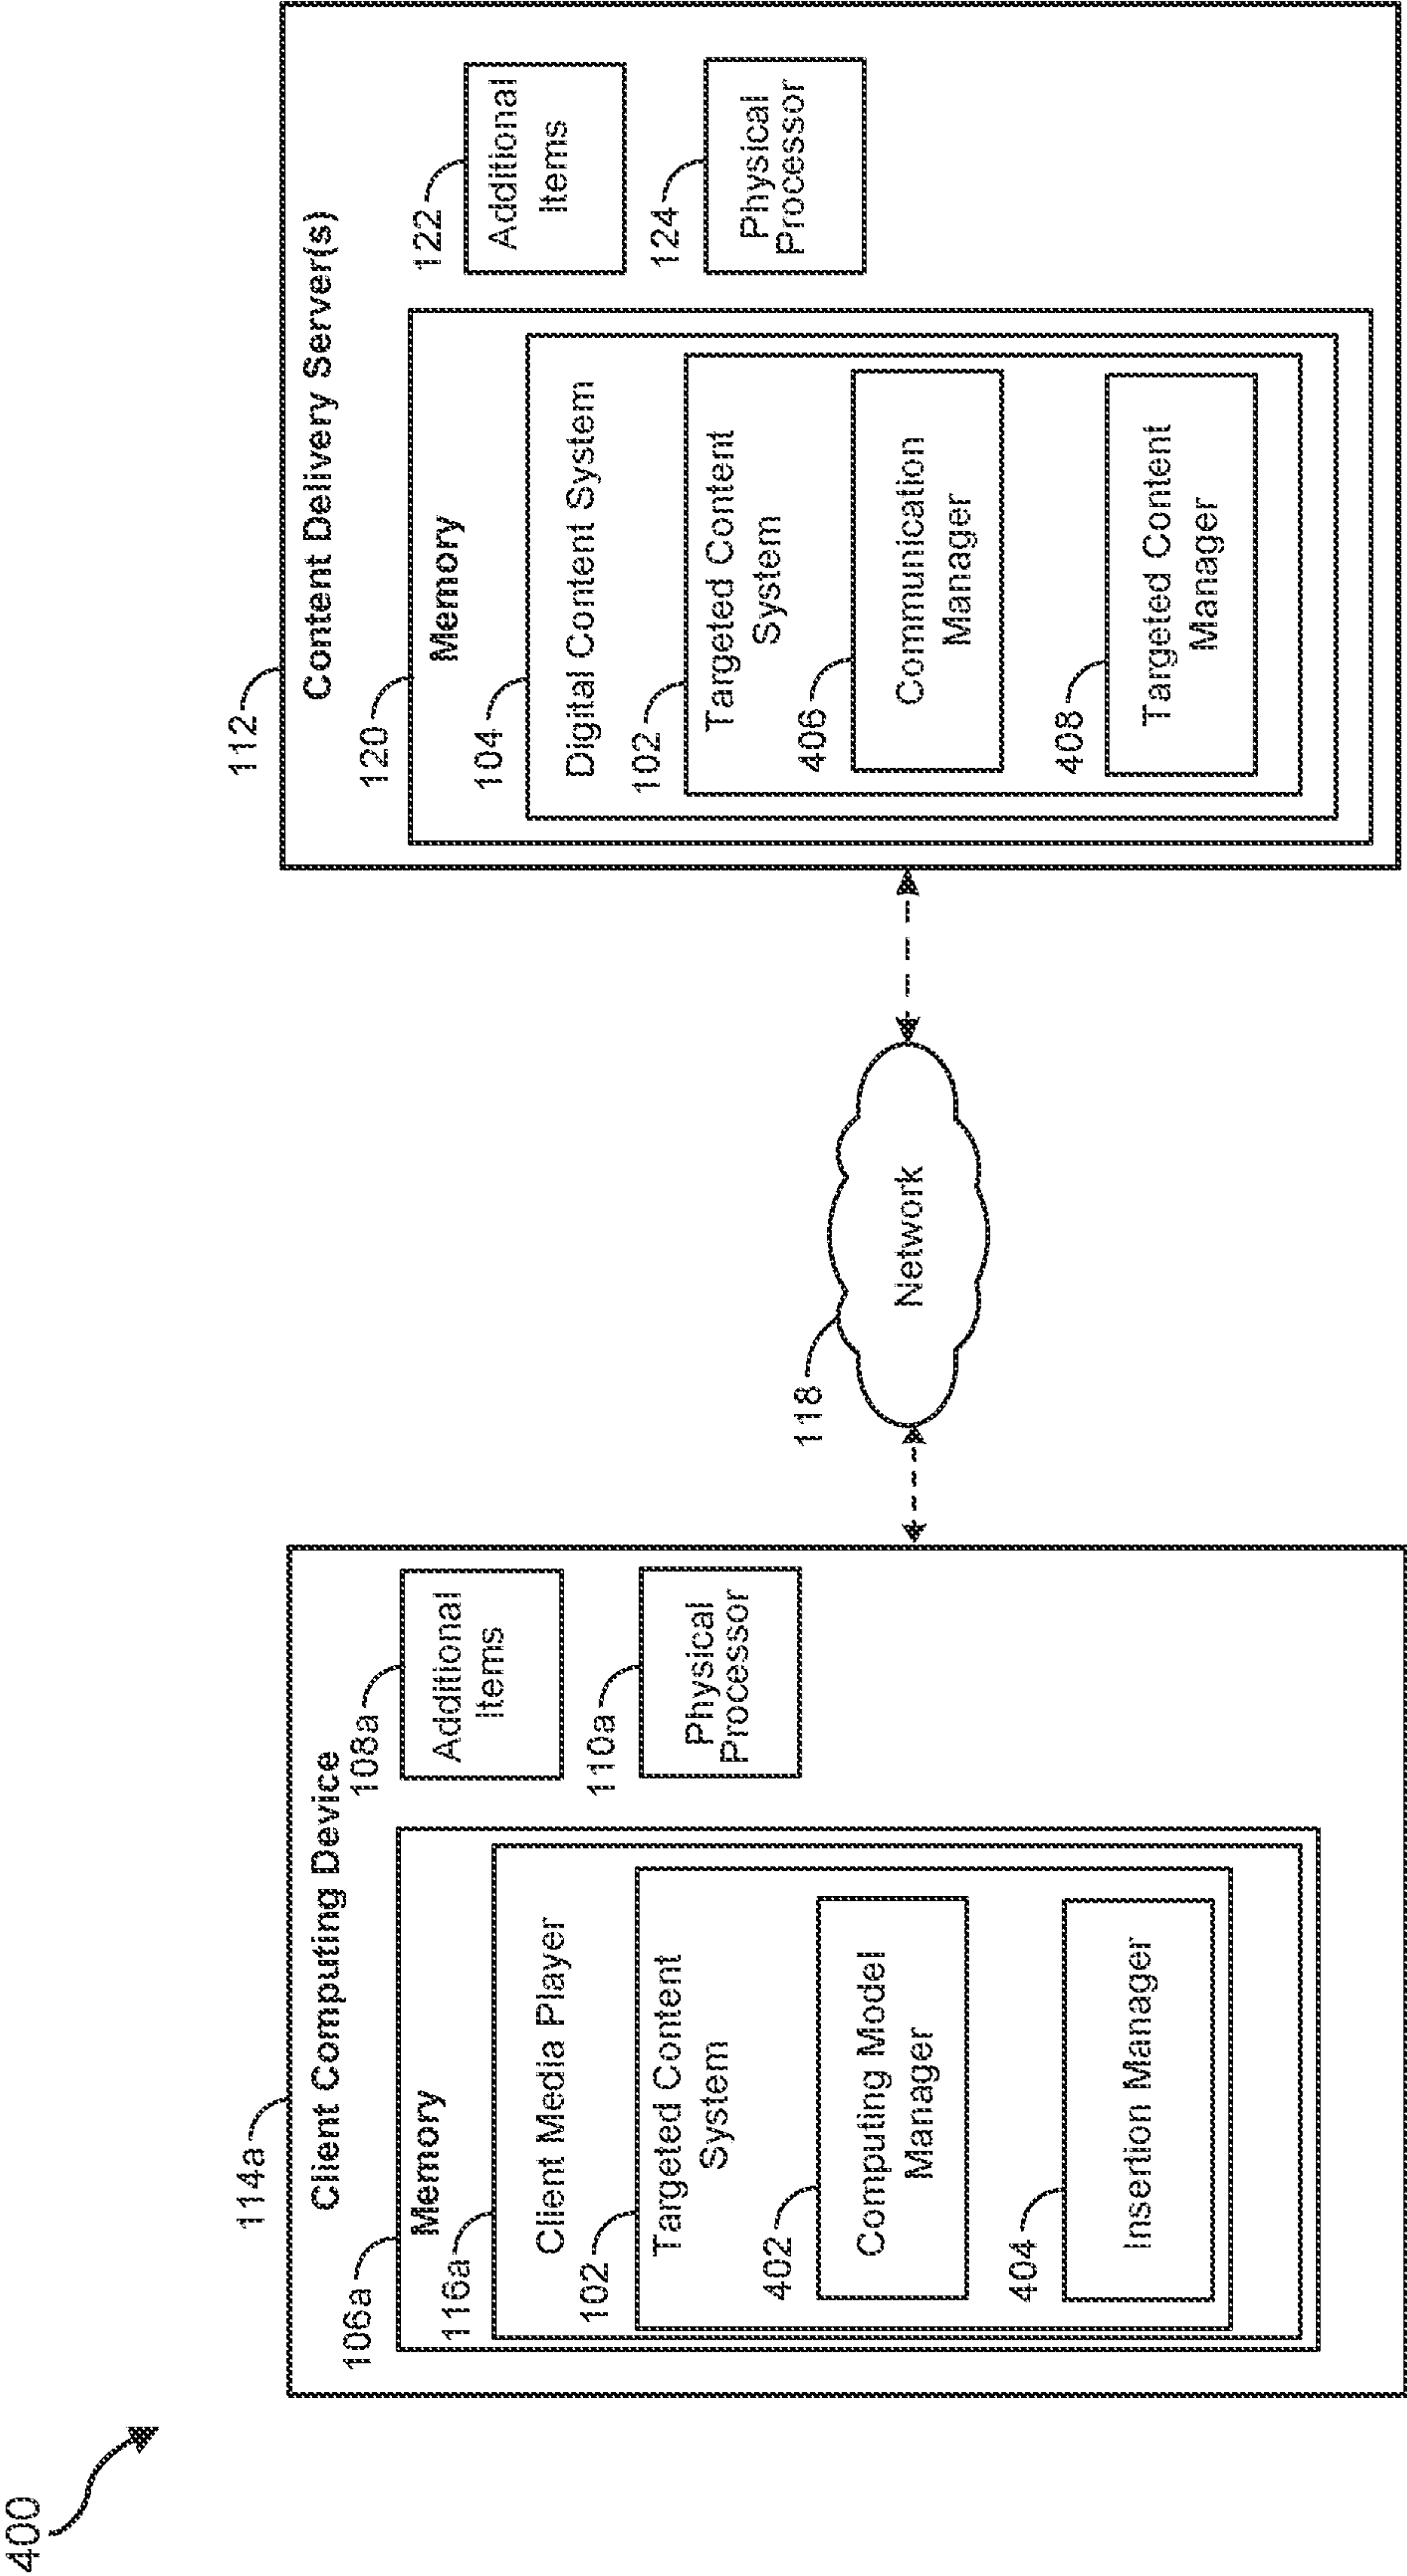 400
114a
Client Computing Device
106a
Memory
116a
Client Media Player
102
Targeted Content
System
402
Computing Model
Manager
404
Insertion Manager
108a
Additional
Items
110a
Physical
Processor
118
Network
112
Content Delivery Server(s)
120
Memory
104
Digital Content System
102
Targeted Content
System
406
Communication
Manager
408
Targeted Content
Manager
122
Additional
Items
124
Physical
Processor